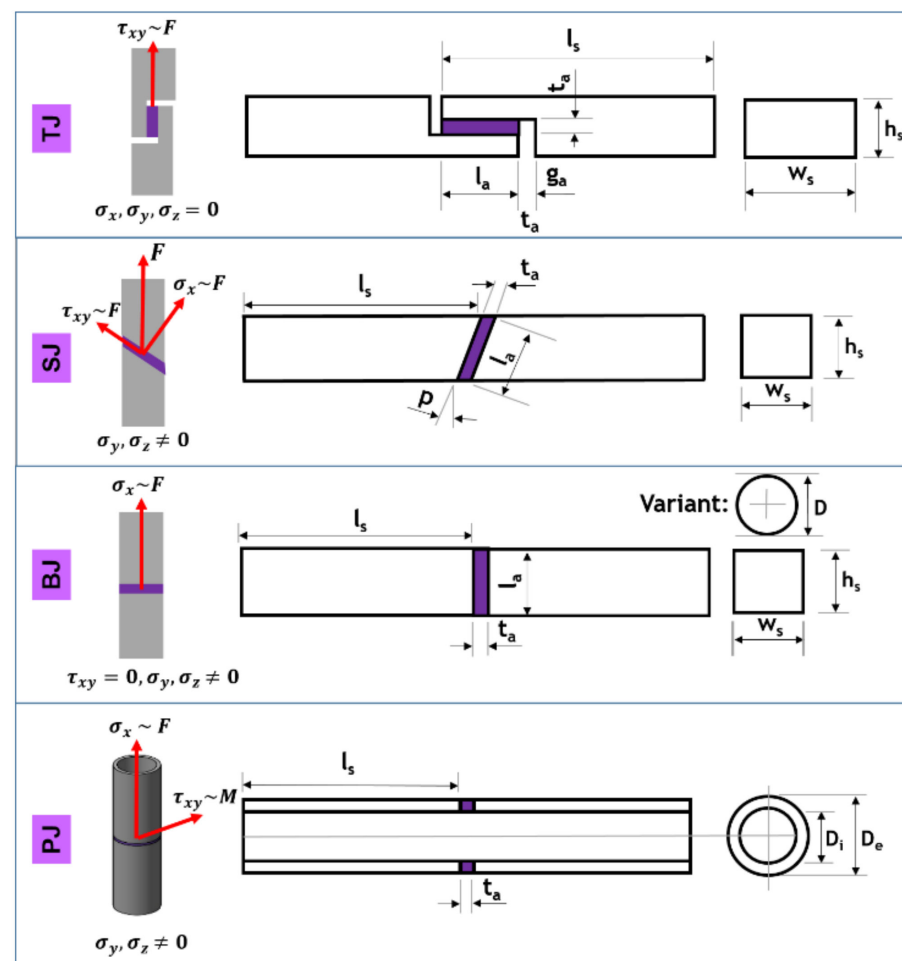 TJ
τxy~F
σx, σy, σz = 0
ls
ta
la
ga
ta
hs
ws
SJ
F
σx~F
τxy~F
σy, σz ≠ 0
ls
ta
la
p
hs
ws
BJ
σx~F
τxy = 0, σy, σz ≠ 0
ls
la
ta
Variant:
D
hs
ws
PJ
σx ~ F
τxy~M
σy, σz ≠ 0
ls
ta
Di
De